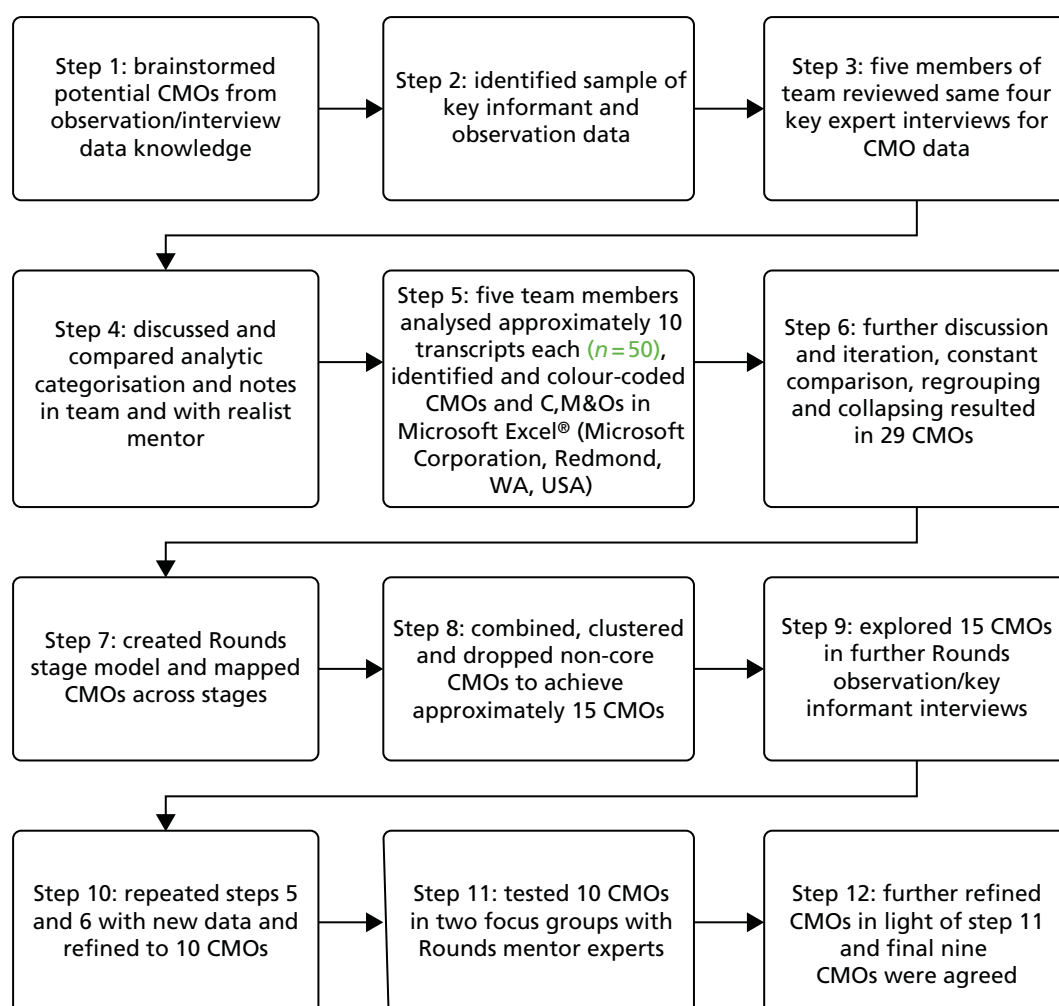 Step 1: brainstormed
potential CMOs from
observation/interview
data knowledge
Step 2: identified sample of
key informant and
observation data
Step 3: five members of
team reviewed same four
key expert interviews for
CMO data
Step 4: discussed and
compared analytic
categorisation and notes
in team and with realist
mentor
Step 5: five team members
analysed approximately 10
transcripts each (n=50),
identified and colour-coded
CMOs and C,M&Os in
Microsoft Excel® (Microsoft
Corporation, Redmond,
WA, USA)
Step 6: further discussion
and iteration, constant
comparison, regrouping
and collapsing resulted
in 29 CMOs
Step 7: created Rounds
stage model and mapped
CMOs across stages
Step 8: combined, clustered
and dropped non-core
CMOs to achieve
approximately 15 CMOs
Step 9: explored 15 CMOs
in further Rounds
observation/key
informant interviews
Step 10: repeated steps 5
and 6 with new data and
refined to 10 CMOs
Step 11: tested 10 CMOs
in two focus groups with
Rounds mentor experts
Step 12: further refined
CMOs in light of step 11
and final nine
CMOs were agreed